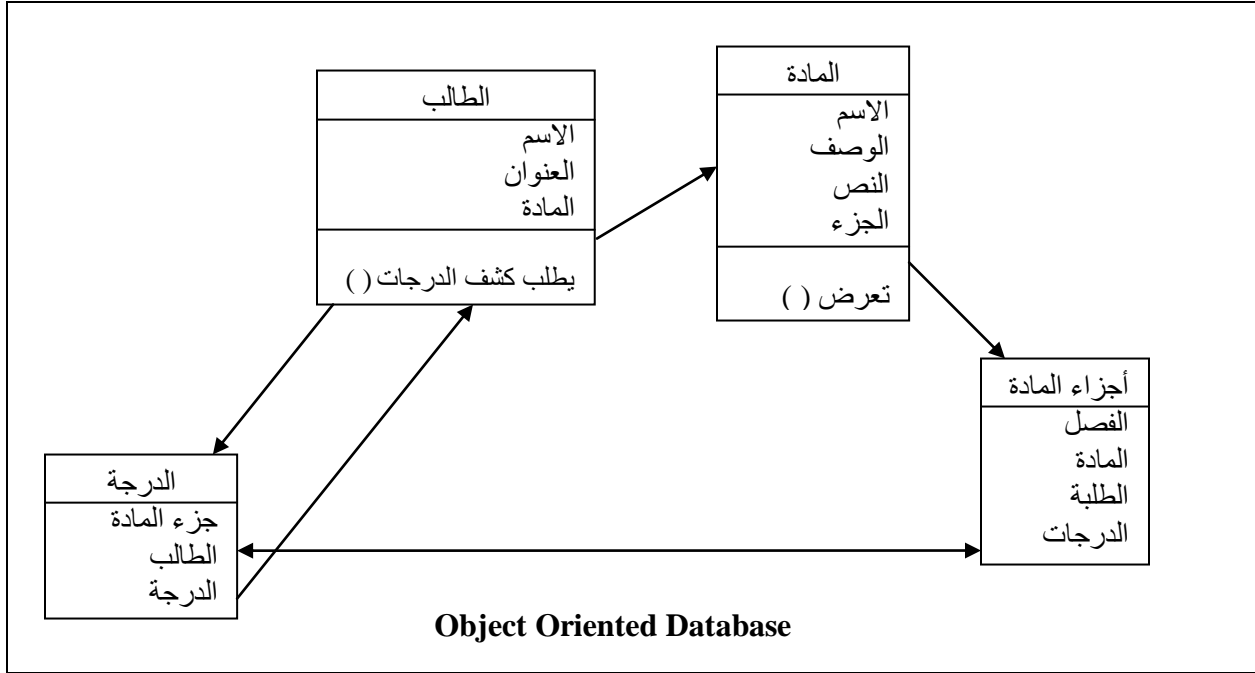 الطالب
الاسم
العنوان
المادة
يطلب كشف الدرجات ( )
المادة
الاسم
الوصف
النص
الجزء
تعرض ( )
أجزاء المادة
الفصل
المادة
الطلبة
الدرجات
الدرجة
جزء المادة
الطالب
الدرجة
Object Oriented Database